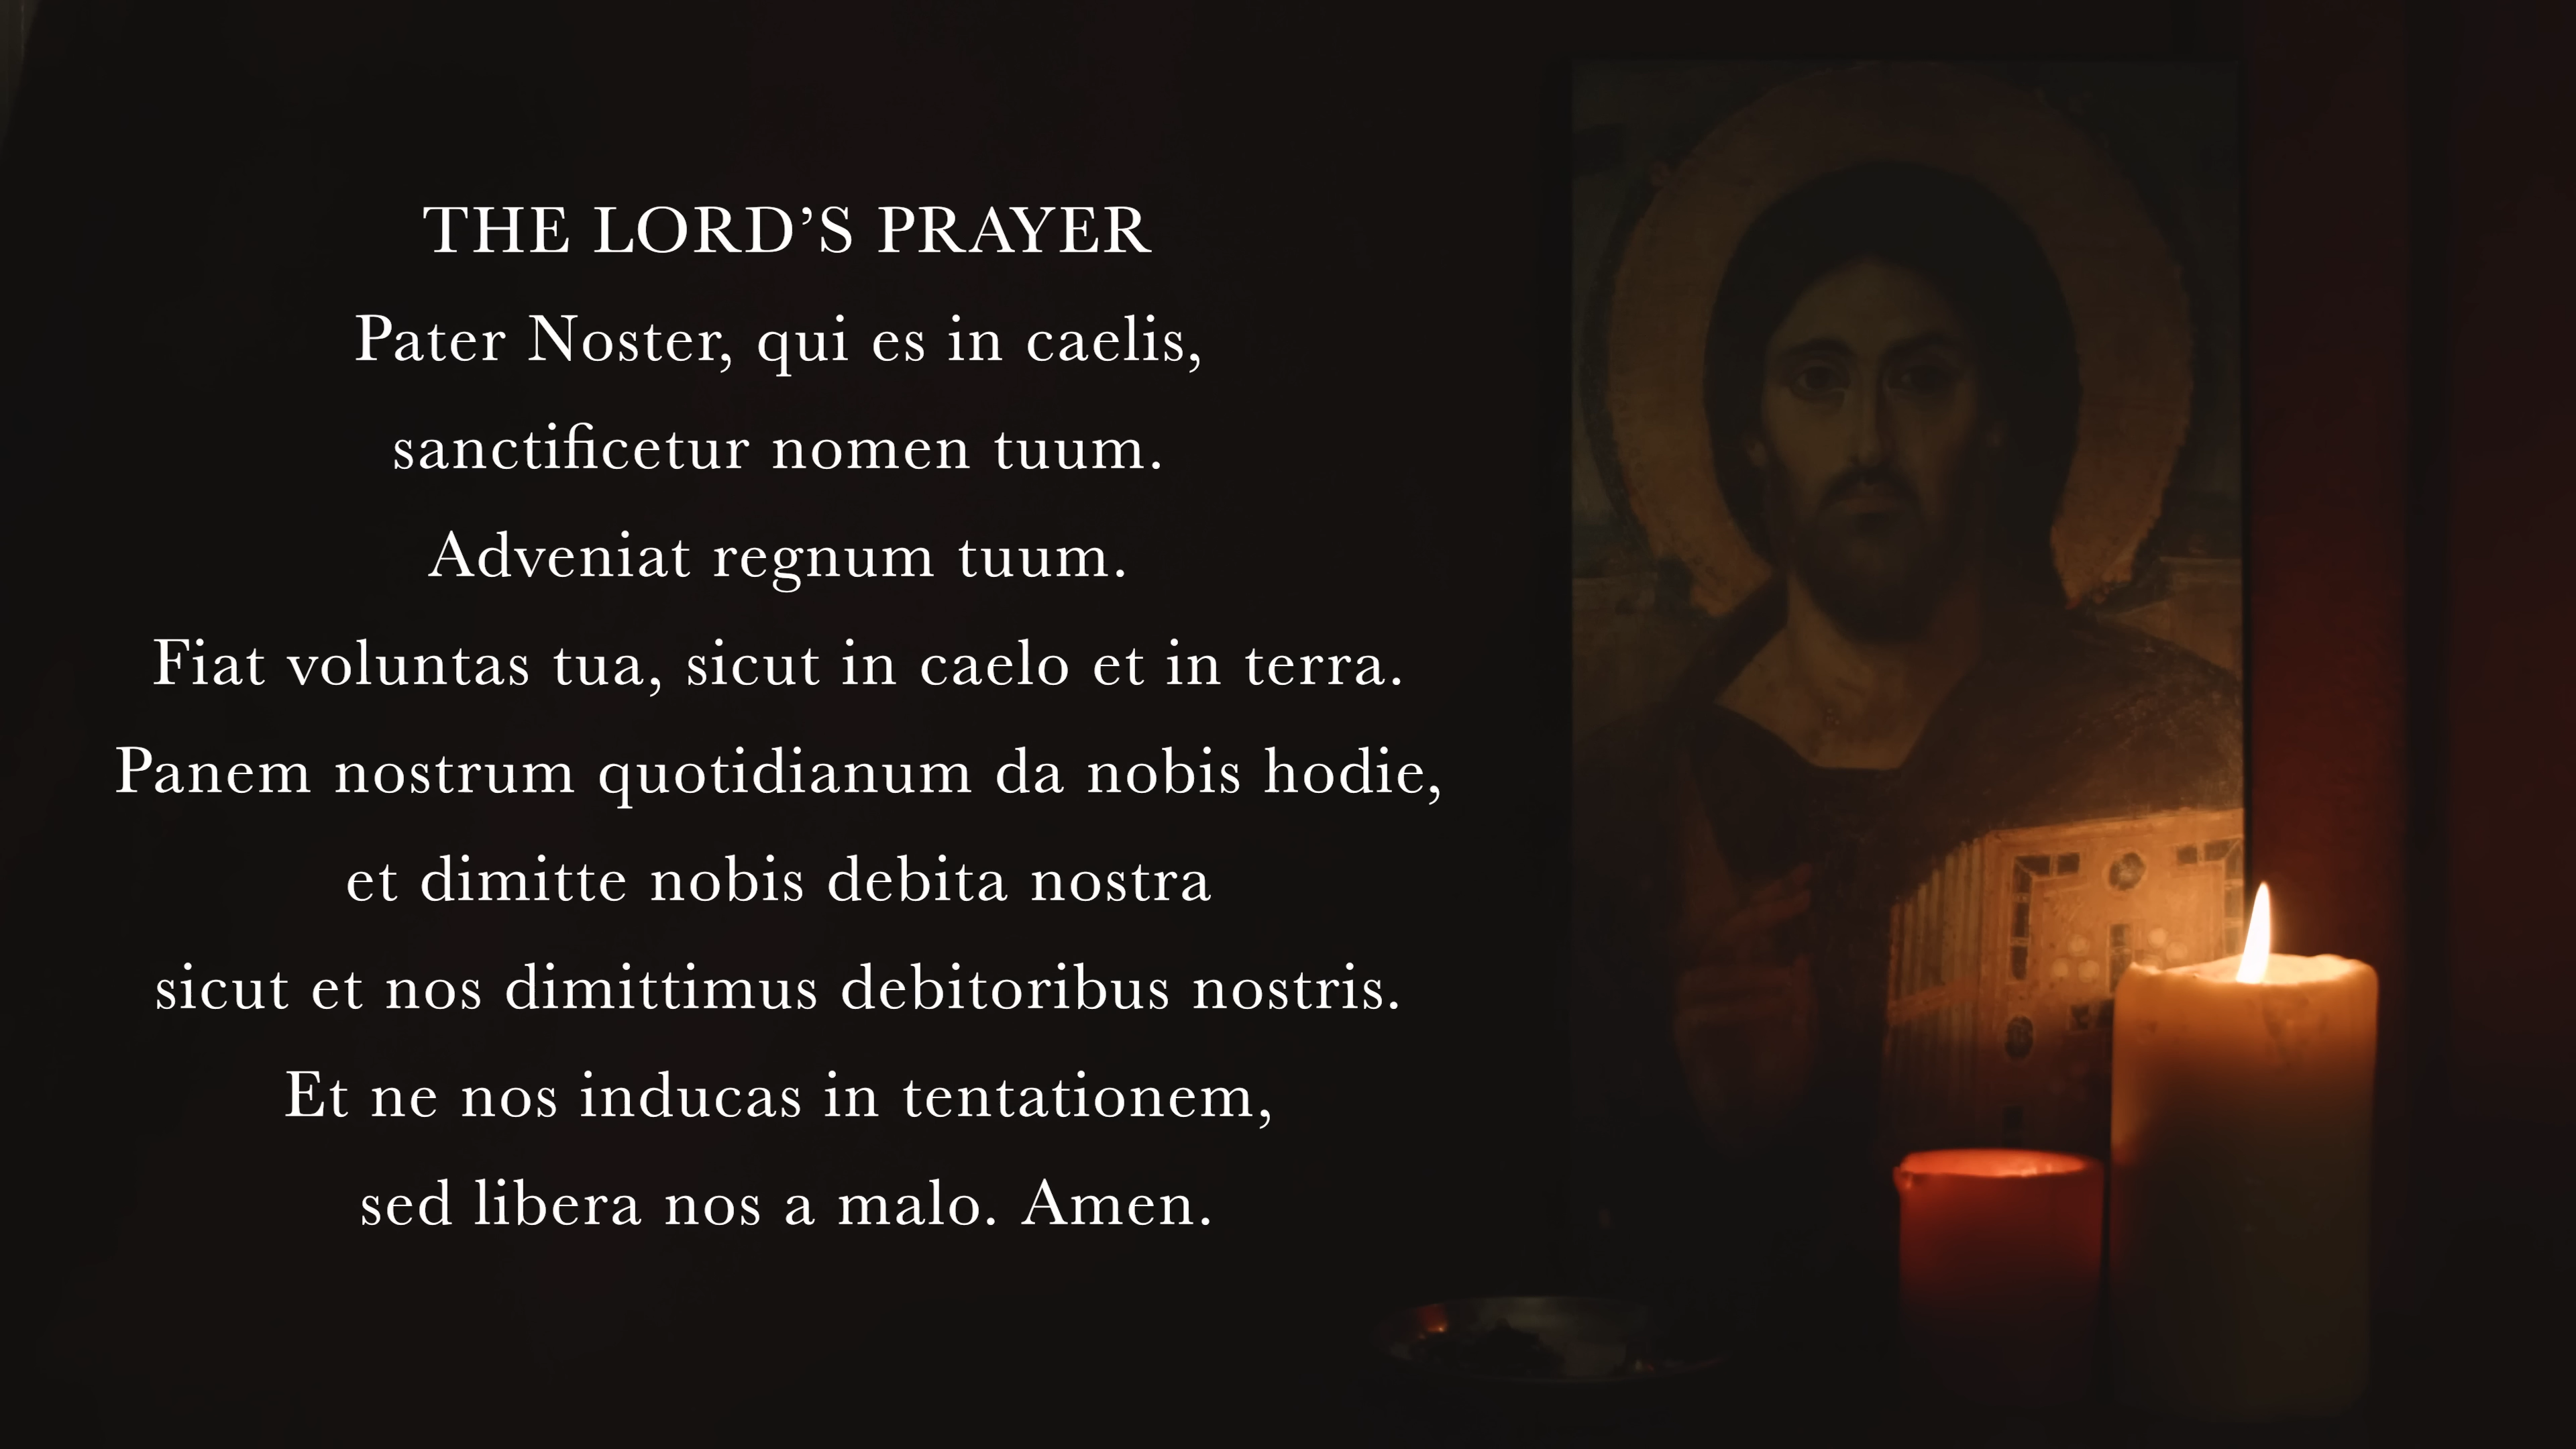 THE LORD’S PRAYER
Pater Noster, qui es in caelis,
sanctificetur nomen tuum.
Adveniat regnum tuum.
Fiat voluntas tua, sicut in caelo et in terra.
Panem nostrum quotidianum da nobis hodie,
et dimitte nobis debita nostra
sicut et nos dimittimus debitoribus nostris.
Et ne nos inducas in tentationem,
sed libera nos a malo. Amen.